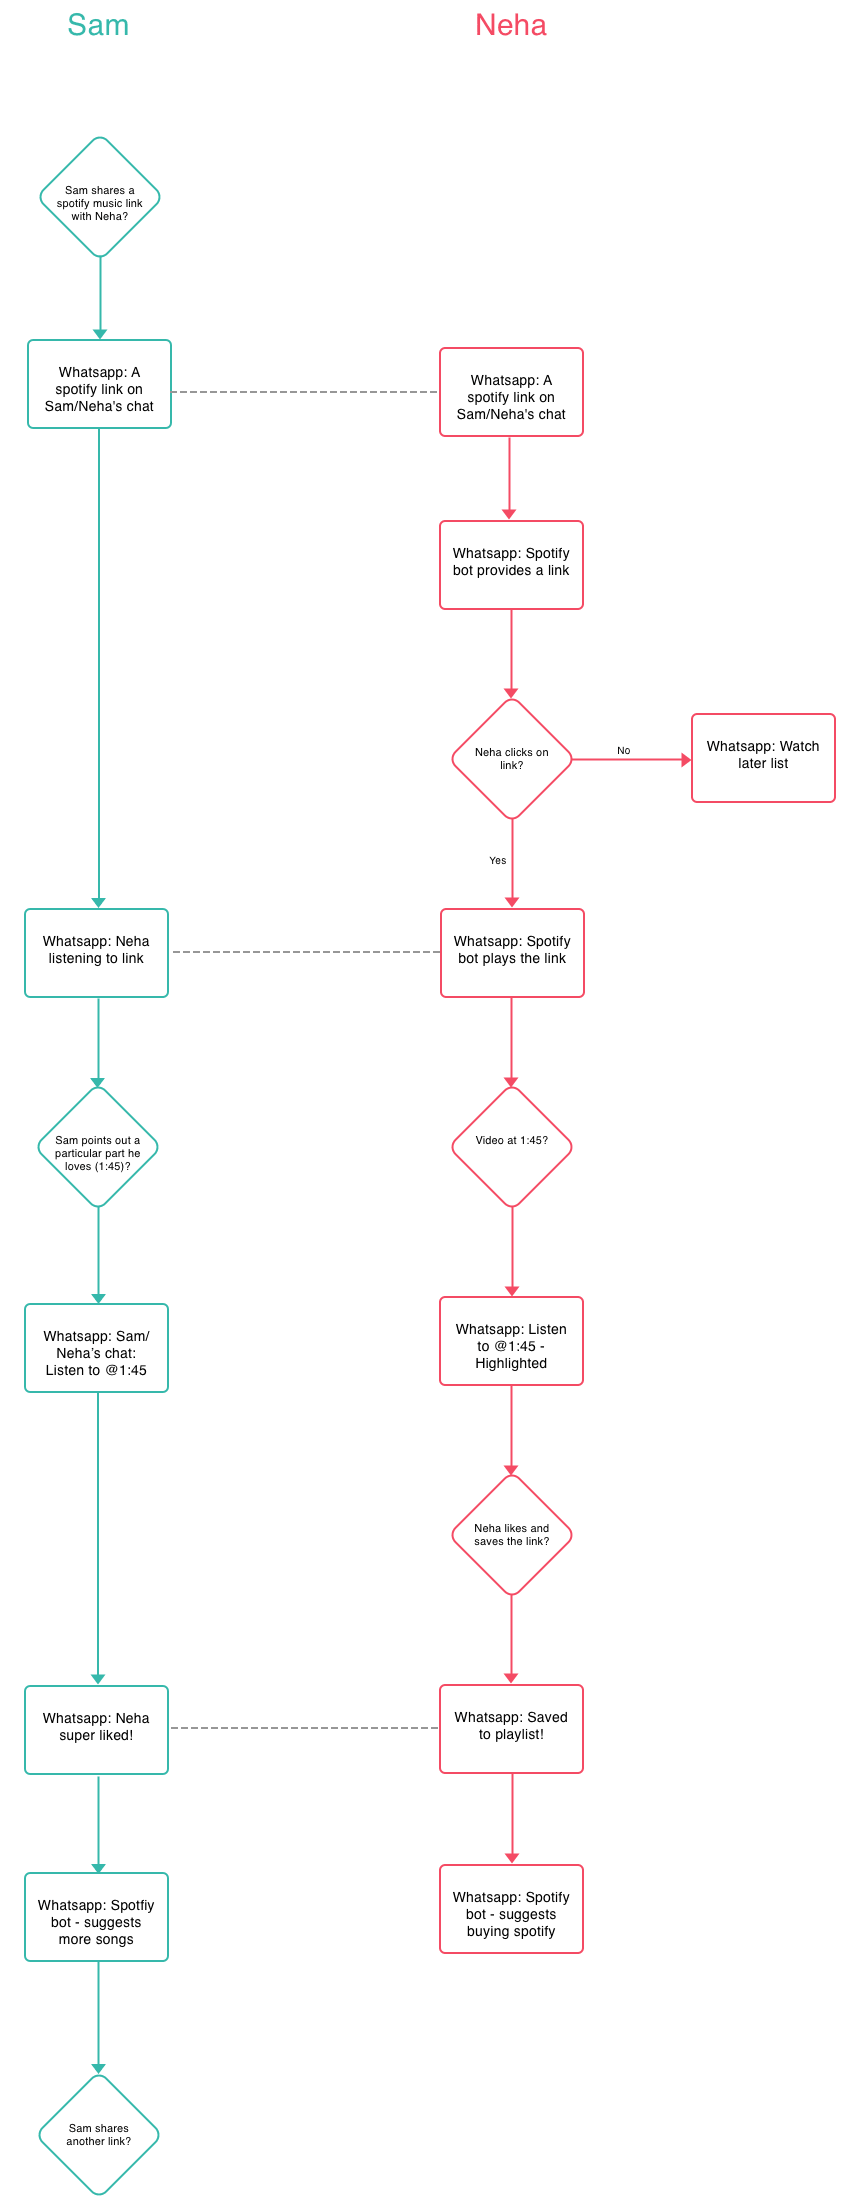 Sam
Neha
Sam shares a
spotify music link
with Neha?
Whatsapp: A
spotify link on
Sam/Neha's chat
Whatsapp: A
spotify link on
Sam/Neha's chat
Whatsapp: Spotify
bot provides a link
Neha clicks on
link?
No
Whatsapp: Watch
later list
Yes
Whatsapp: Neha
listening to link
Whatsapp: Spotify
bot plays the link
Sam points out a
particular part he
loves (1:45)?
Video at 1:45?
Whatsapp: Sam/
Neha’s chat:
Listen to @1:45
Whatsapp: Listen
to @1:45 -
Highlighted
Neha likes and
saves the link?
Whatsapp: Neha
super liked!
Whatsapp: Saved
to playlist!
Whatsapp: Spotfiy
bot - suggests
more songs
Whatsapp: Spotify
bot - suggests
buying spotify
Sam shares
another link?